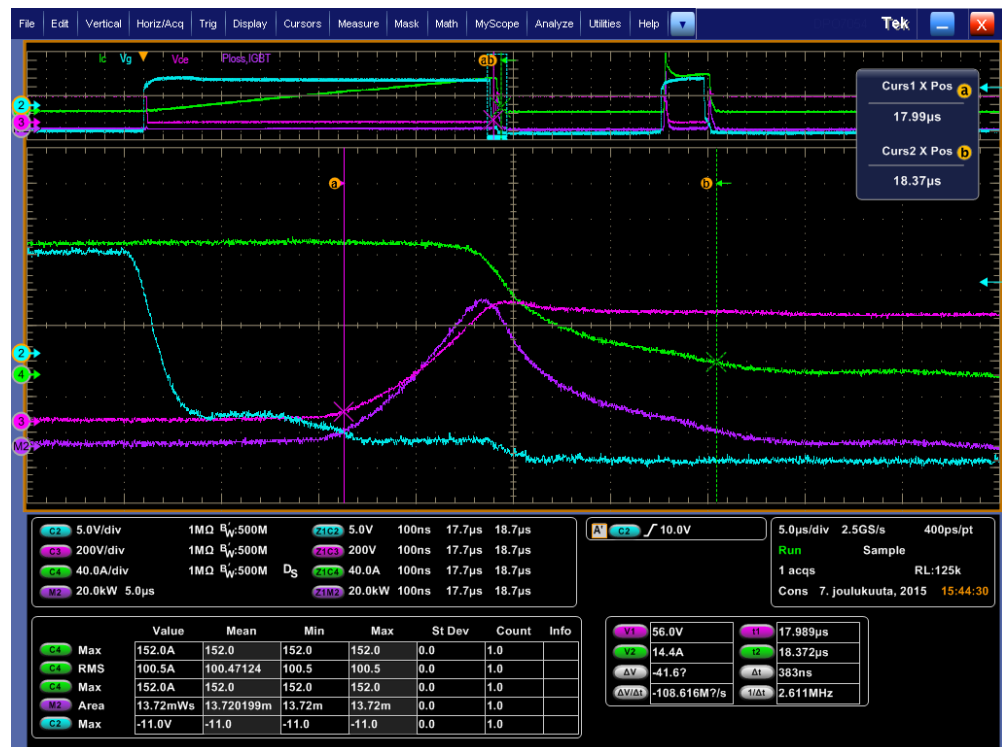 File Edit Vertical Horiz/Acq Trig Display Cursors Measure Mask Math MyScope Analyze Utilities Help Tek X
Ic Vg Vde Ploss,IGBT
ab
2
3
Curs1 X Pos a
17.99µs
Curs2 X Pos b
18.37µs
a b
2
4
3
M2
C2 5.0V/div 1MΩ BW:500M Z1C2 5.0V 100ns 17.7µs 18.7µs
C3 200V/div 1MΩ BW:500M Z1C3 200V 100ns 17.7µs 18.7µs
C4 40.0A/div 1MΩ BW:500M DS Z1C4 40.0A 100ns 17.7µs 18.7µs
M2 20.0kW 5.0µs Z1M2 20.0kW 100ns 17.7µs 18.7µs
A' C2 10.0V
5.0µs/div 2.5GS/s 400ps/pt
Run Sample
1 acqs RL:125k
Cons 7. joulukuuta, 2015 15:44:30
Value Mean Min Max St Dev Count Info
C4 Max 152.0A 152.0 152.0 152.0 0.0 1.0
C4 RMS 100.5A 100.47124 100.5 100.5 0.0 1.0
C4 Max 152.0A 152.0 152.0 152.0 0.0 1.0
M2 Area 13.72mWs 13.720199m 13.72m 13.72m 0.0 1.0
C2 Max -11.0V -11.0 -11.0 -11.0 0.0 1.0
V1 56.0V t1 17.989µs
V2 14.4A t2 18.372µs
ΔV -41.6? Δt 383ns
ΔV/Δt -108.616M?/s 1/Δt 2.611MHz